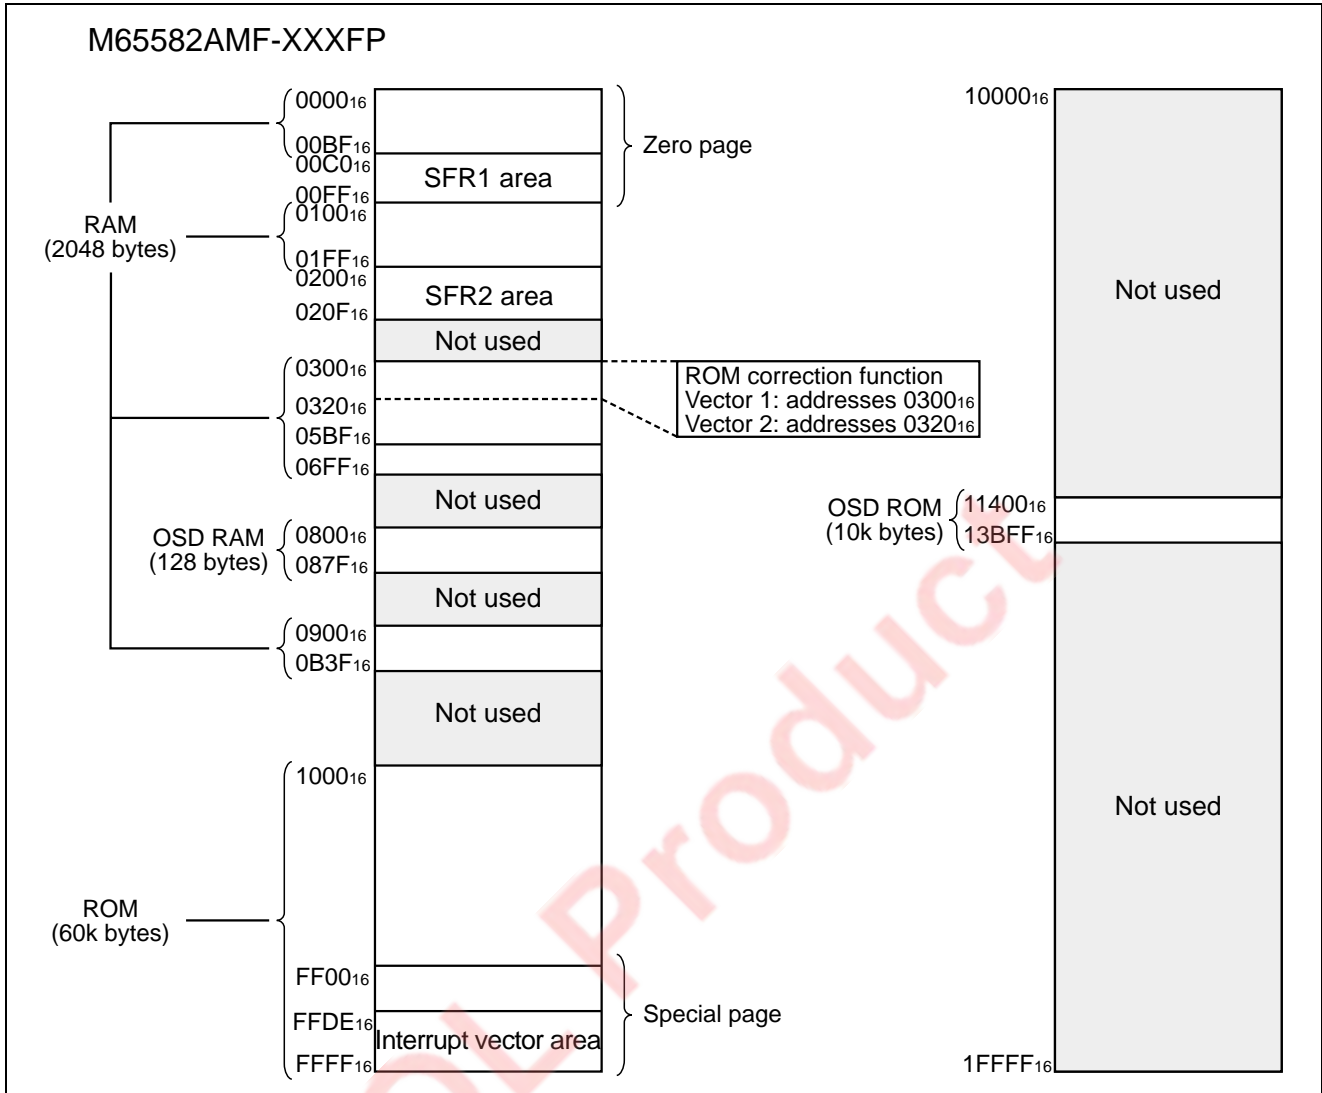 M65582AMF-XXXFP
0000₁₆
00BF₁₆
00C0₁₆
SFR1 area
00FF₁₆
0100₁₆
Zero page
RAM
(2048 bytes)
01FF₁₆
0200₁₆
SFR2 area
020F₁₆
Not used
0300₁₆
0320₁₆
05BF₁₆
06FF₁₆
ROM correction function
Vector 1: addresses 0300₁₆
Vector 2: addresses 0320₁₆
Not used
OSD RAM
(128 bytes)
0800₁₆
087F₁₆
Not used
0900₁₆
0B3F₁₆
Not used
1000₁₆
ROM
(60k bytes)
FF00₁₆
FFDE₁₆
Interrupt vector area
FFFF₁₆
Special page
10000₁₆
Not used
OSD ROM
(10k bytes)
11400₁₆
13BFF₁₆
Not used
1FFFF₁₆
OL Product